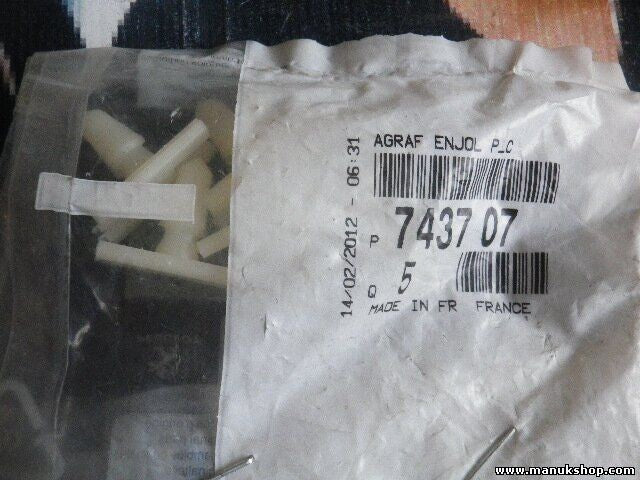 AGRAF ENJOL P_C
14/02/2012 - 06:31
P 7437 07
Q 5
MADE IN FR FRANCE
www.manukshop.com